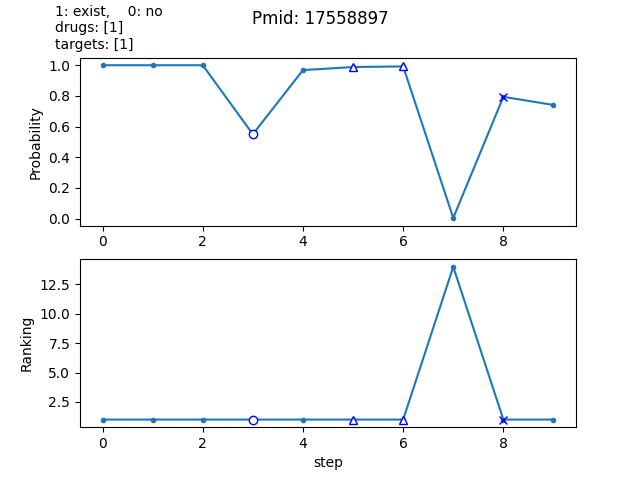 1: exist,    0: no
drugs: [1]
targets: [1]
Pmid: 17558897
Probability
1.0
0.8
0.6
0.4
0.2
0.0
0 2 4 6 8
Ranking
12.5
10.0
7.5
5.0
2.5
0 2 4 6 8
step